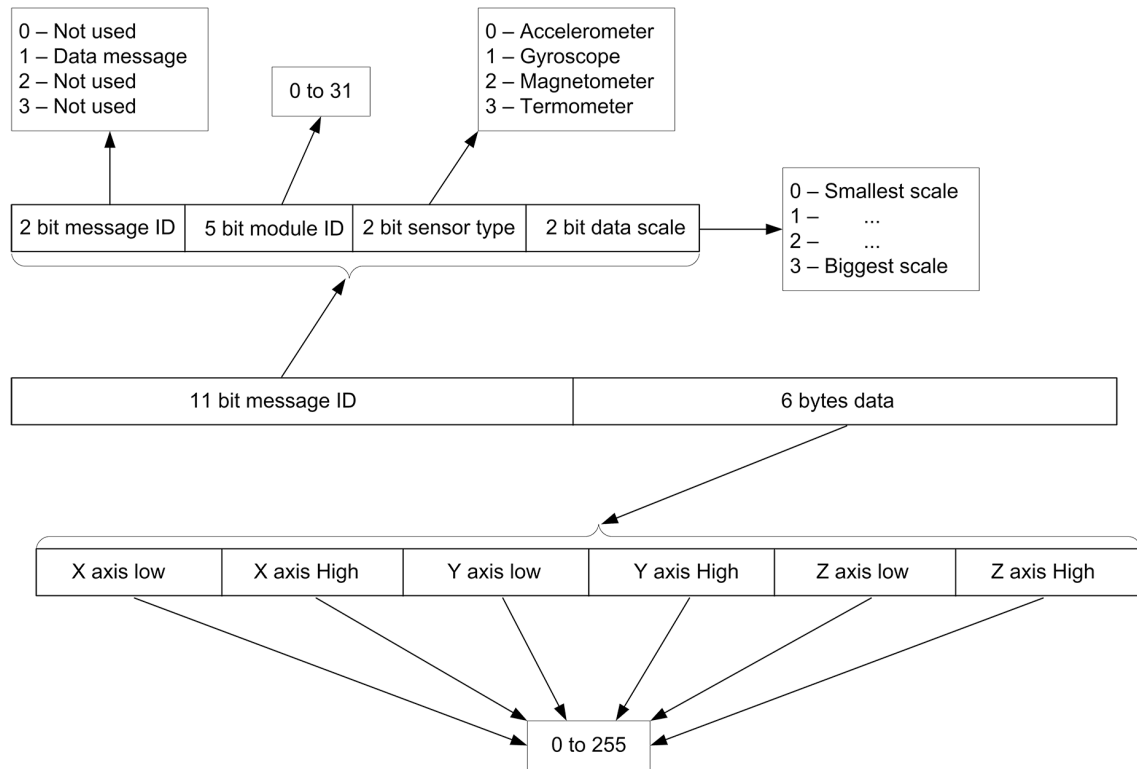 0 – Not used
1 – Data message
2 – Not used
3 – Not used
0 to 31
0 – Accelerometer
1 – Gyroscope
2 – Magnetometer
3 – Termometer
2 bit message ID
5 bit module ID
2 bit sensor type
2 bit data scale
0 – Smallest scale
1 – ...
2 – ...
3 – Biggest scale
11 bit message ID
6 bytes data
X axis low
X axis High
Y axis low
Y axis High
Z axis low
Z axis High
0 to 255